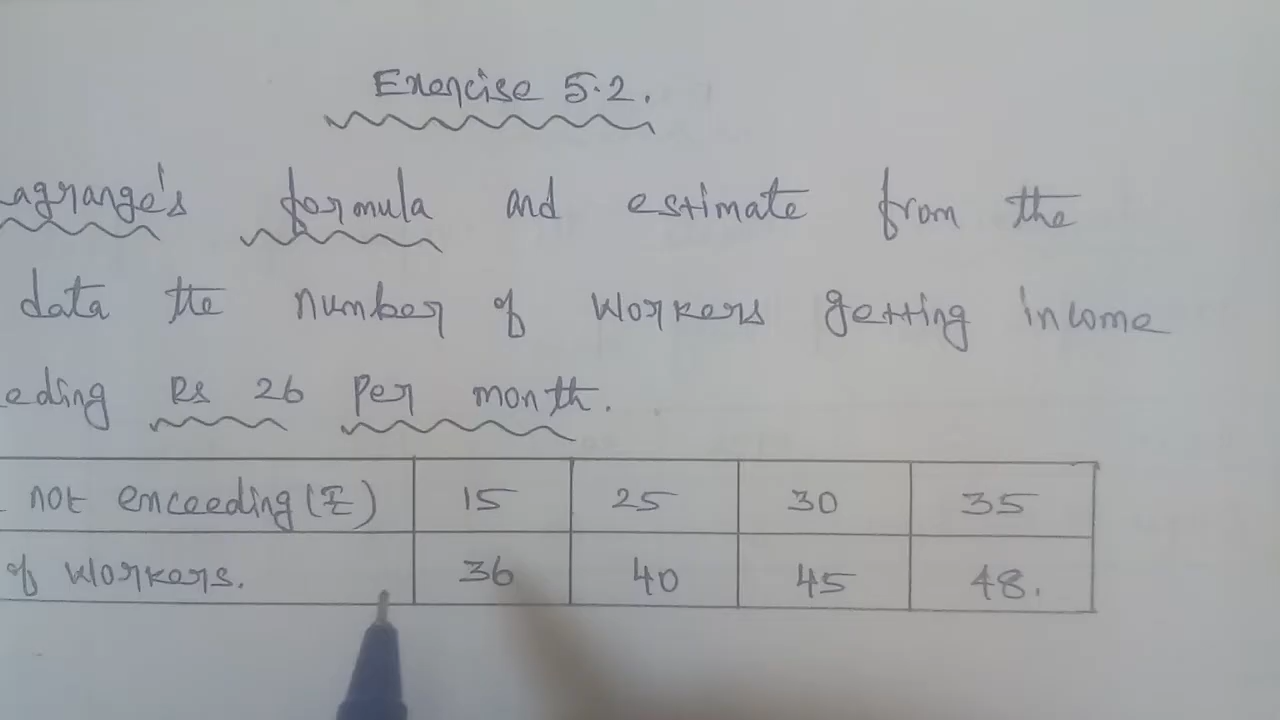 Exercise 5.2.
agrange's formula and estimate from the
data the number of workers getting income
eding Rs 26 per month.
not exceeding (₹) 15 25 30 35
of workers. 36 40 45 48.